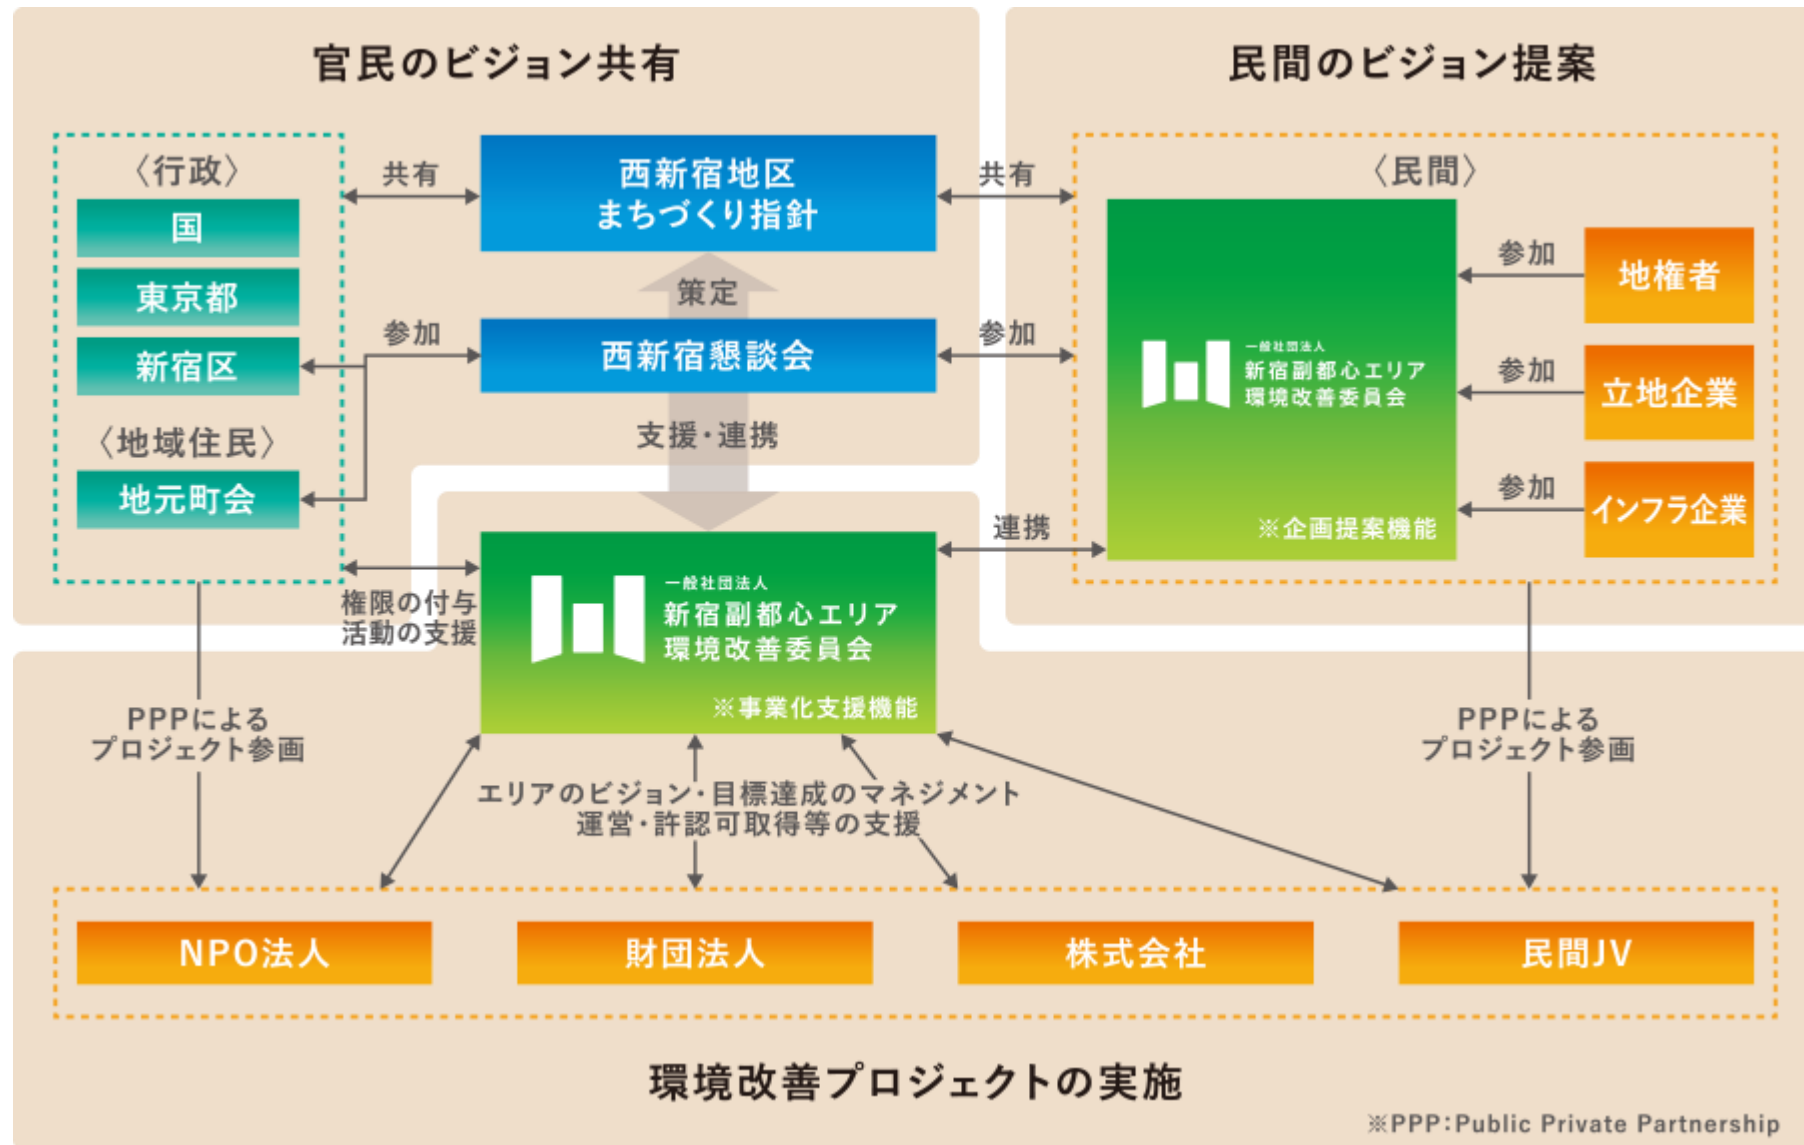 官民のビジョン共有
〈行政〉
国
東京都
新宿区
〈地域住民〉
地元町会
共有
参加
西新宿地区
まちづくり指針
策定
西新宿懇談会
支援・連携
共有
参加
民間のビジョン提案
〈民間〉
一般社団法人
新宿副都心エリア
環境改善委員会
※企画提案機能
参加
地権者
参加
立地企業
参加
インフラ企業
連携
権限の付与
活動の支援
一般社団法人
新宿副都心エリア
環境改善委員会
※事業化支援機能
PPPによる
プロジェクト参画
エリアのビジョン・目標達成のマネジメント
運営・許認可取得等の支援
PPPによる
プロジェクト参画
NPO法人
財団法人
株式会社
民間JV
環境改善プロジェクトの実施
※PPP:Public Private Partnership